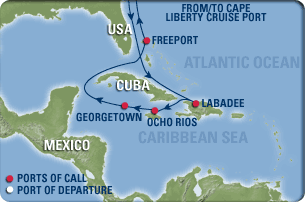 FROM/TO CAPE
LIBERTY CRUISE PORT
USA
FREEPORT
ATLANTIC OCEAN
CUBA
LABADEE
GEORGETOWN
OCHO RIOS
CARIBBEAN SEA
MEXICO
PORTS OF CALL
PORT OF DEPARTURE